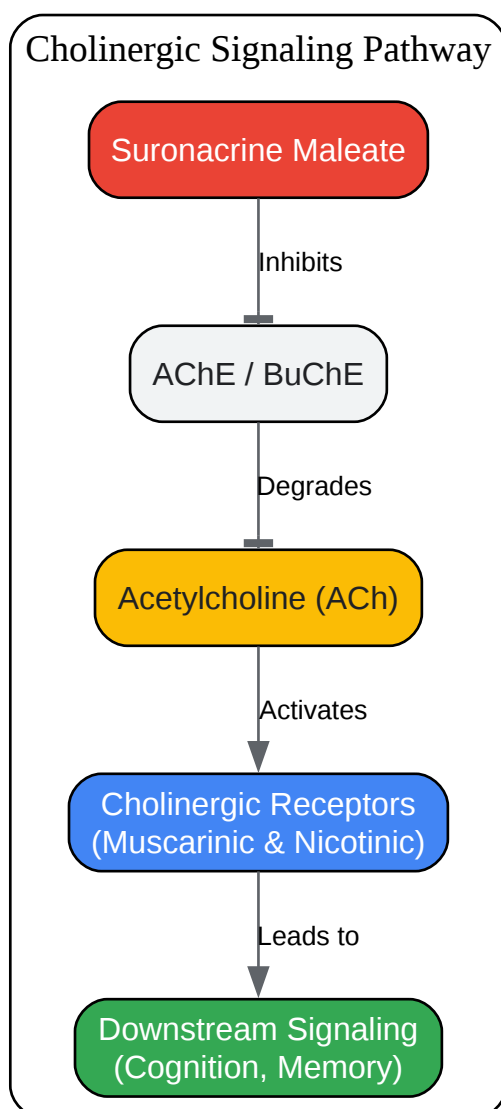 Cholinergic Signaling Pathway
Suronacrine Maleate
Inhibits
AChE / BuChE
Degrades
Acetylcholine (ACh)
Activates
Cholinergic Receptors
(Muscarinic & Nicotinic)
Leads to
Downstream Signaling
(Cognition, Memory)